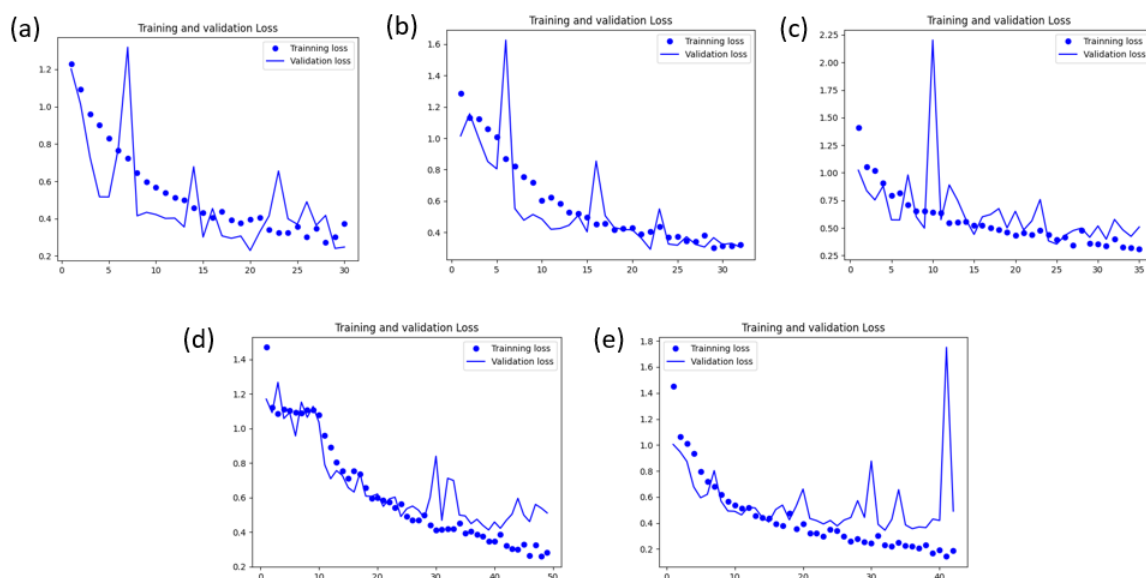 (a)
Training and validation Loss
Trainning loss
Validation loss
1.2
1.0
0.8
0.6
0.4
0.2
0 5 10 15 20 25 30
(b)
Training and validation Loss
Trainning loss
Validation loss
1.6
1.4
1.2
1.0
0.8
0.6
0.4
0 5 10 15 20 25 30
(c)
Training and validation Loss
Trainning loss
Validation loss
2.25
2.00
1.75
1.50
1.25
1.00
0.75
0.50
0.25
0 5 10 15 20 25 30 35
(d)
Training and validation Loss
Trainning loss
Validation loss
1.4
1.2
1.0
0.8
0.6
0.4
0.2
0 10 20 30 40 50
(e)
Training and validation Loss
Trainning loss
Validation loss
1.8
1.6
1.4
1.2
1.0
0.8
0.6
0.4
0.2
0 10 20 30 40